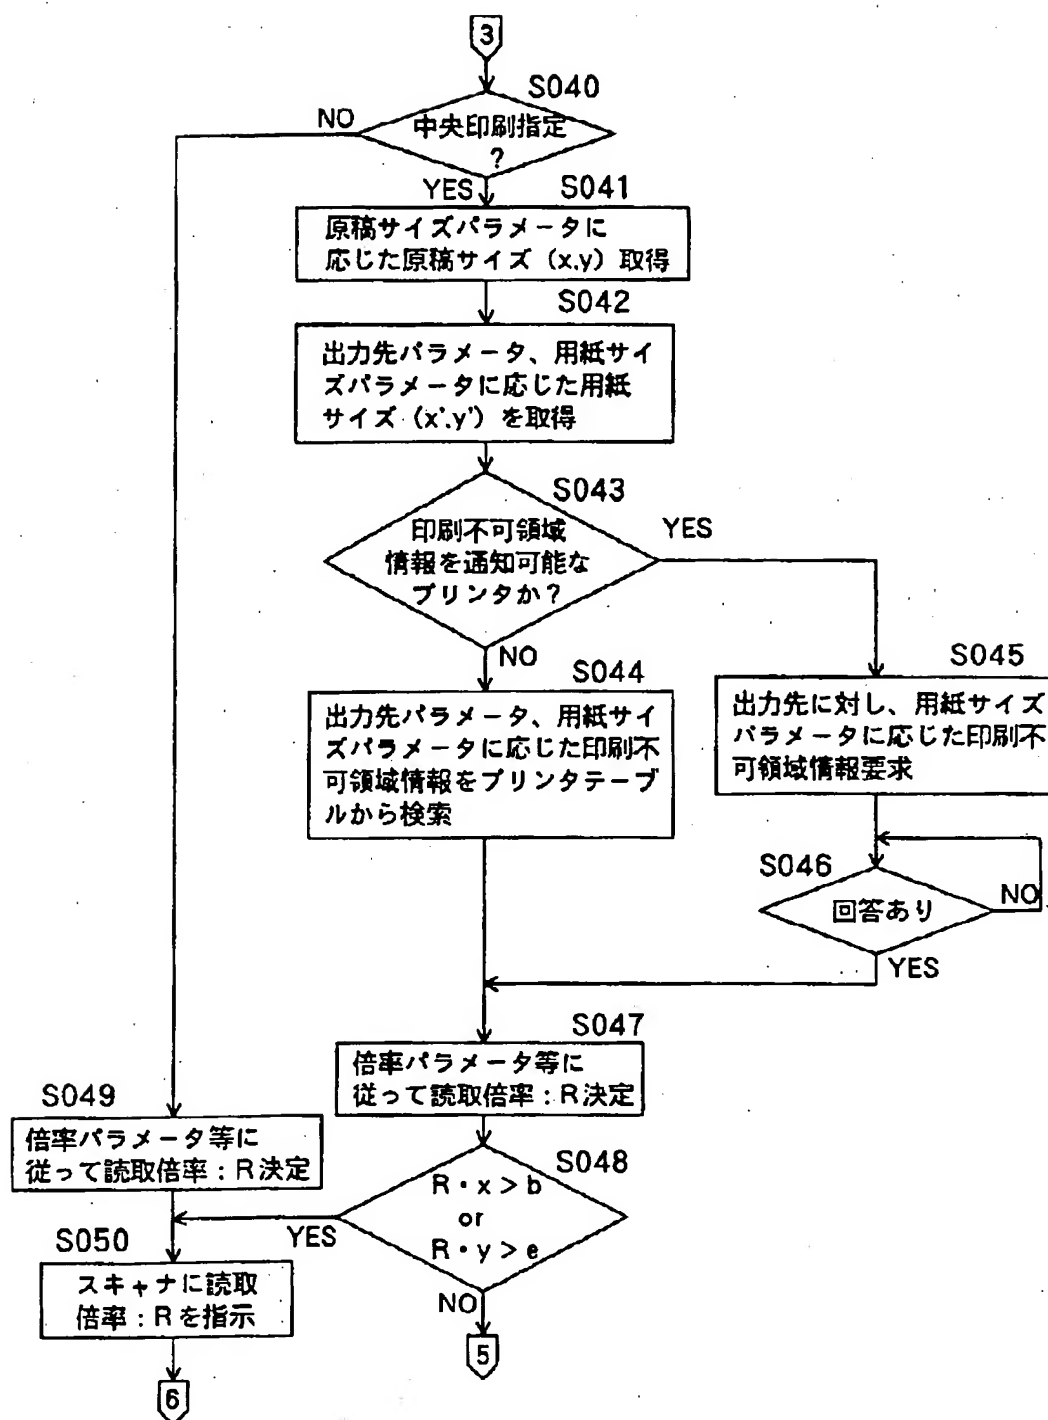 3
S040
NO
中央印刷指定
?
YES
S041
原稿サイズパラメータに
応じた原稿サイズ (x,y) 取得
S042
出力先パラメータ、用紙サイ
ズパラメータに応じた用紙
サイズ (x',y') を取得
S043
印刷不可領域
情報を通知可能な
プリンタか?
YES
NO
S044
出力先パラメータ、用紙サイ
ズパラメータに応じた印刷不
可領域情報をプリンタテーブ
ルから検索
S045
出力先に対し、用紙サイズ
パラメータに応じた印刷不
可領域情報要求
S046
回答あり
NO
YES
S047
倍率パラメータ等に
従って読取倍率:R決定
S049
倍率パラメータ等に
従って読取倍率:R決定
S048
R・x>b
or
R・y>e
YES
NO
S050
スキャナに読取
倍率:Rを指示
5
6